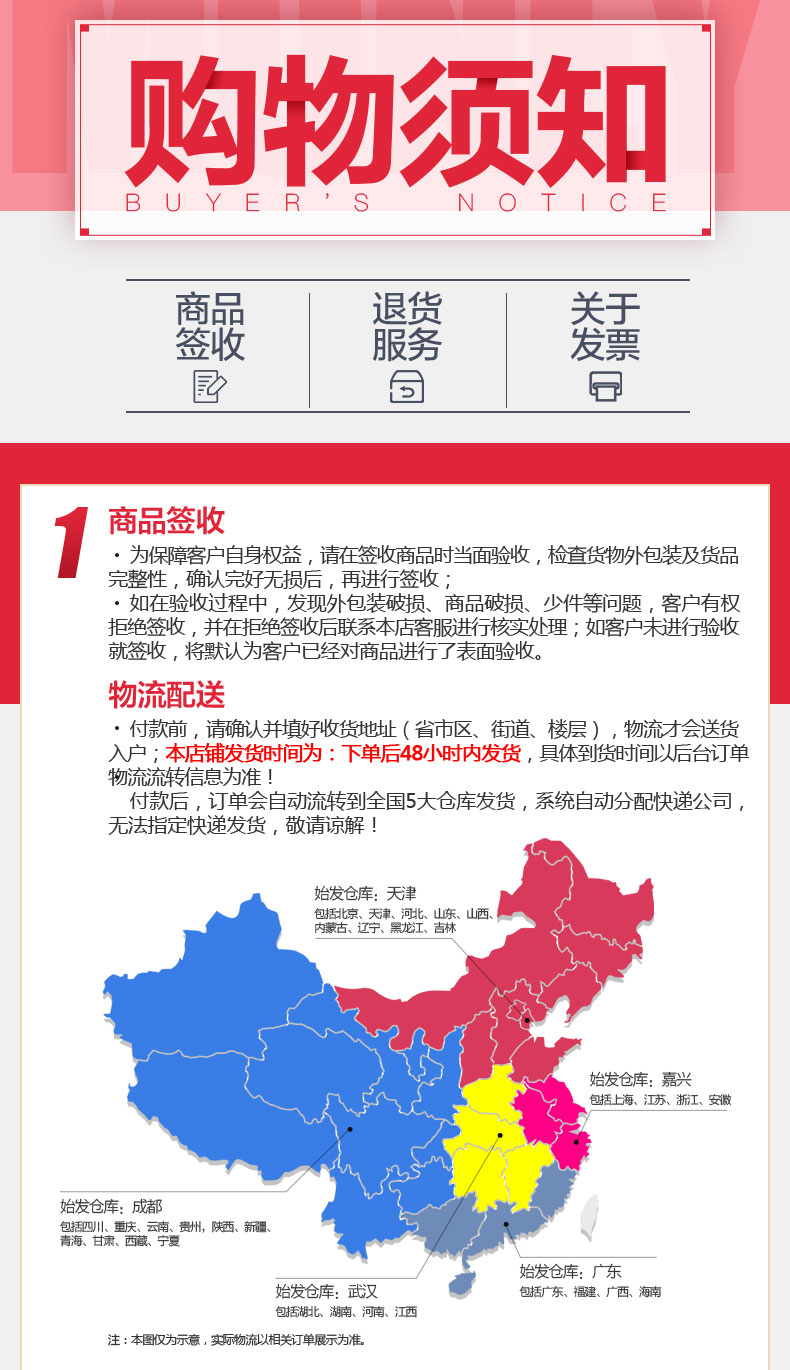 购物须知
BUYER'S NOTICE
商品
签收
退货
服务
关于
发票
1
商品签收
· 为保障客户自身权益，请在签收商品时当面验收，检查货物外包装及货品
完整性，确认完好无损后，再进行签收；
· 如在验收过程中，发现外包装破损、商品破损、少件等问题，客户有权
拒绝签收，并在拒绝签收后联系本店客服进行核实处理；如客户未进行验收
就签收，将默认为客户已经对商品进行了表面验收。
物流配送
· 付款前，请确认并填好收货地址（省市区、街道、楼层），物流才会送货
入户；本店铺发货时间为：下单后48小时内发货，具体到货时间以后台订单
物流流转信息为准！
付款后，订单会自动流转到全国5大仓库发货，系统自动分配快递公司，
无法指定快递发货，敬请谅解！
始发仓库：天津
包括北京、天津、河北、山东、山西、
内蒙古、辽宁、黑龙江、吉林
始发仓库：嘉兴
包括上海、江苏、浙江、安徽
始发仓库：成都
包括四川、重庆、云南、贵州，陕西、新疆、
青海、甘肃、西藏、宁夏
始发仓库：武汉
包括湖北、湖南、河南、江西
始发仓库：广东
包括广东、福建、广西、海南
注：本图仅为示意，实际物流以相关订单展示为准。